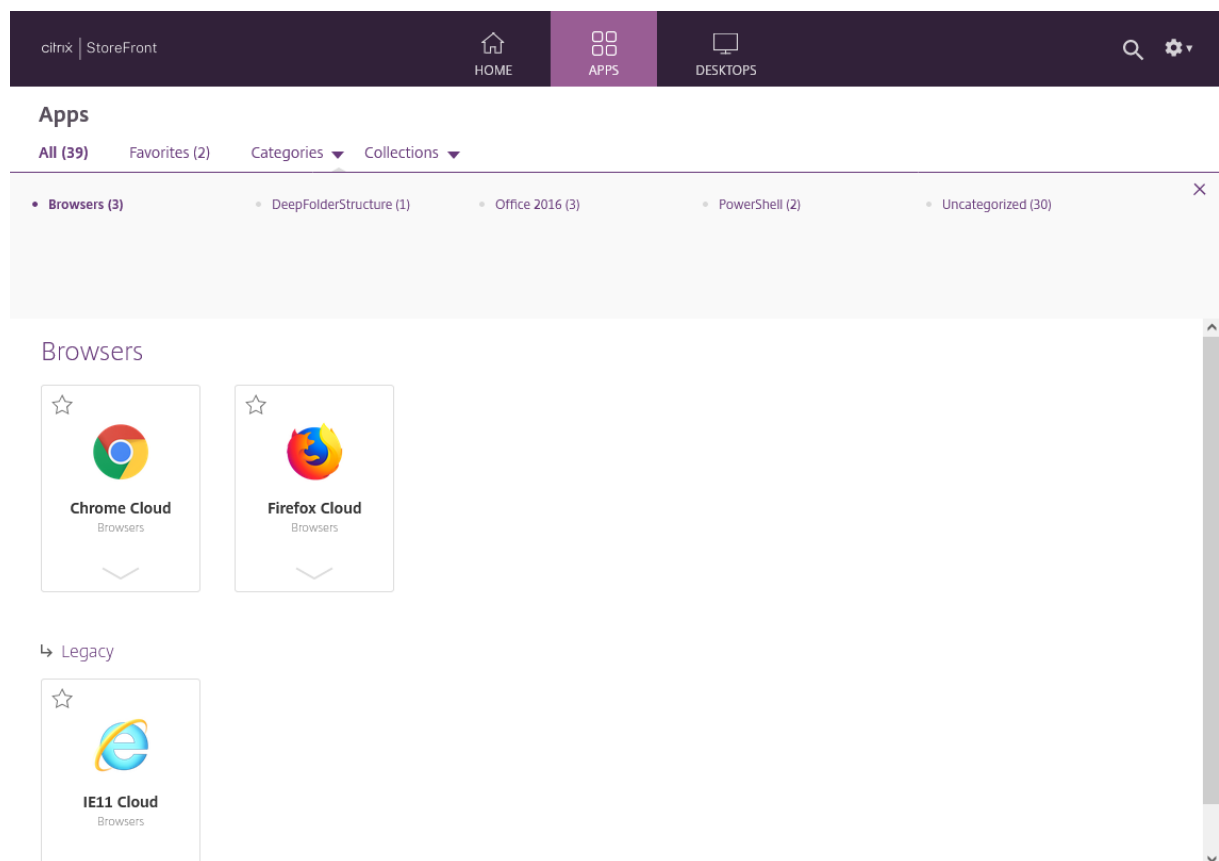 citrix | StoreFront
HOME
APPS
DESKTOPS
Apps
All (39) Favorites (2) Categories Collections
Browsers (3) DeepFolderStructure (1) Office 2016 (3) PowerShell (2) Uncategorized (30)
Browsers
Chrome Cloud
Browsers
Firefox Cloud
Browsers
Legacy
IE11 Cloud
Browsers